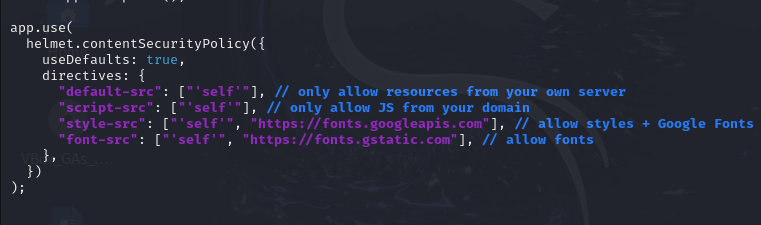 app.use(
  helmet.contentSecurityPolicy({
    useDefaults: true,
    directives: {
      "default-src": ["'self'"], // only allow resources from your own server
      "script-src": ["'self'"], // only allow JS from your domain
      "style-src": ["'self'", "https://fonts.googleapis.com"], // allow styles + Google Fonts
      "font-src": ["'self'", "https://fonts.gstatic.com"], // allow fonts
    },
  })
);